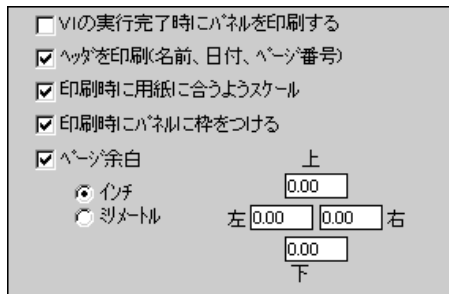 VIの実行完了時にﾊﾟﾈﾙを印刷する
ﾍｯﾀﾞを印刷(名前、日付、ﾍﾟｰｼﾞ番号)
印刷時に用紙に合うようｽｹｰﾙ
印刷時にﾊﾟﾈﾙに枠をつける
ﾍﾟｰｼﾞ余白
上
ｲﾝﾁ 0.00
ﾐﾘﾒｰﾄﾙ 左 0.00 0.00 右
0.00
下